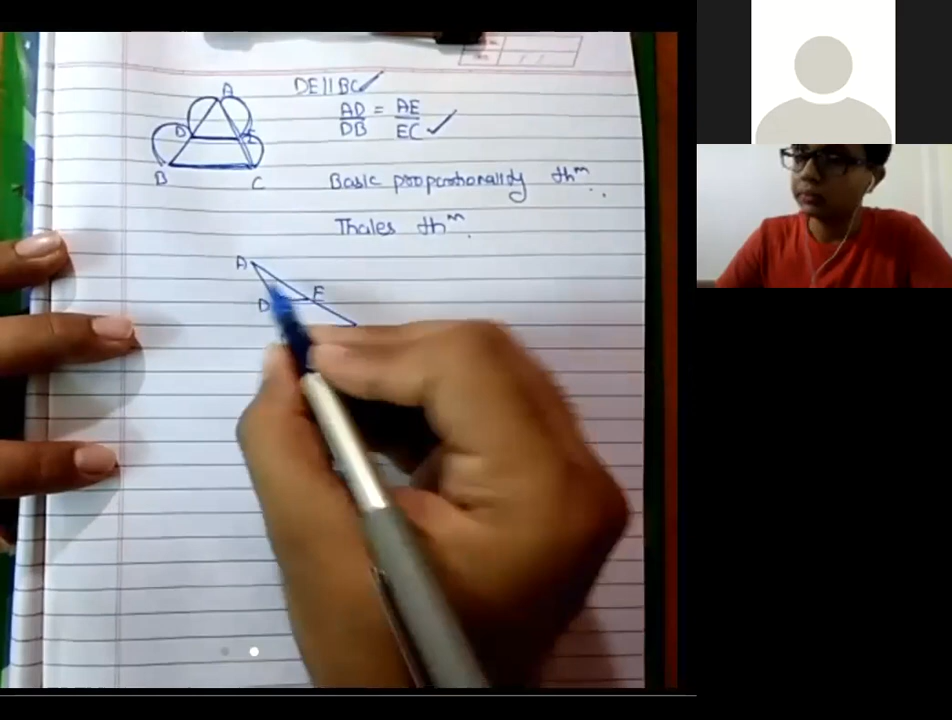 A
DE||BC ✓
AD/DB = AE/EC ✓
D E
B C
Basic proportionality thm..
Thales thm.
A
D E